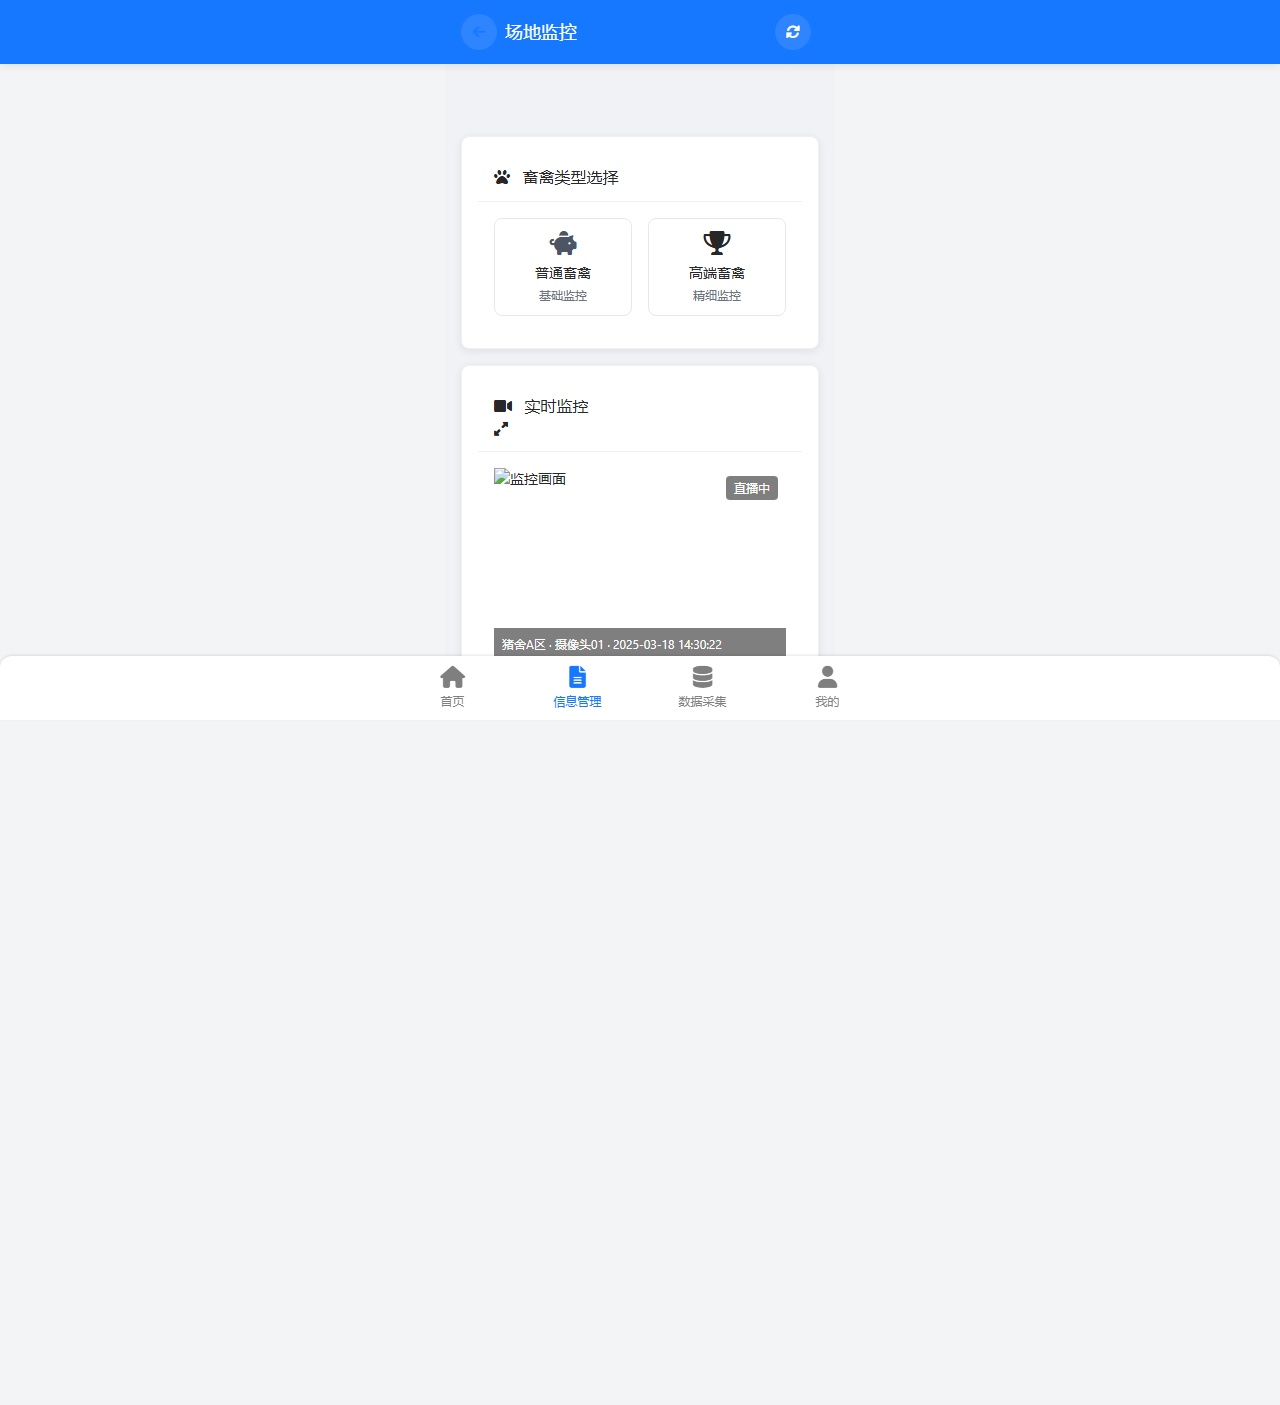 场地监控
畜禽类型选择
普通畜禽
基础监控
高端畜禽
精细监控
实时监控
监控画面
直播中
猪舍A区 · 摄像头01 · 2025-03-18 14:30:22
首页
信息管理
数据采集
我的